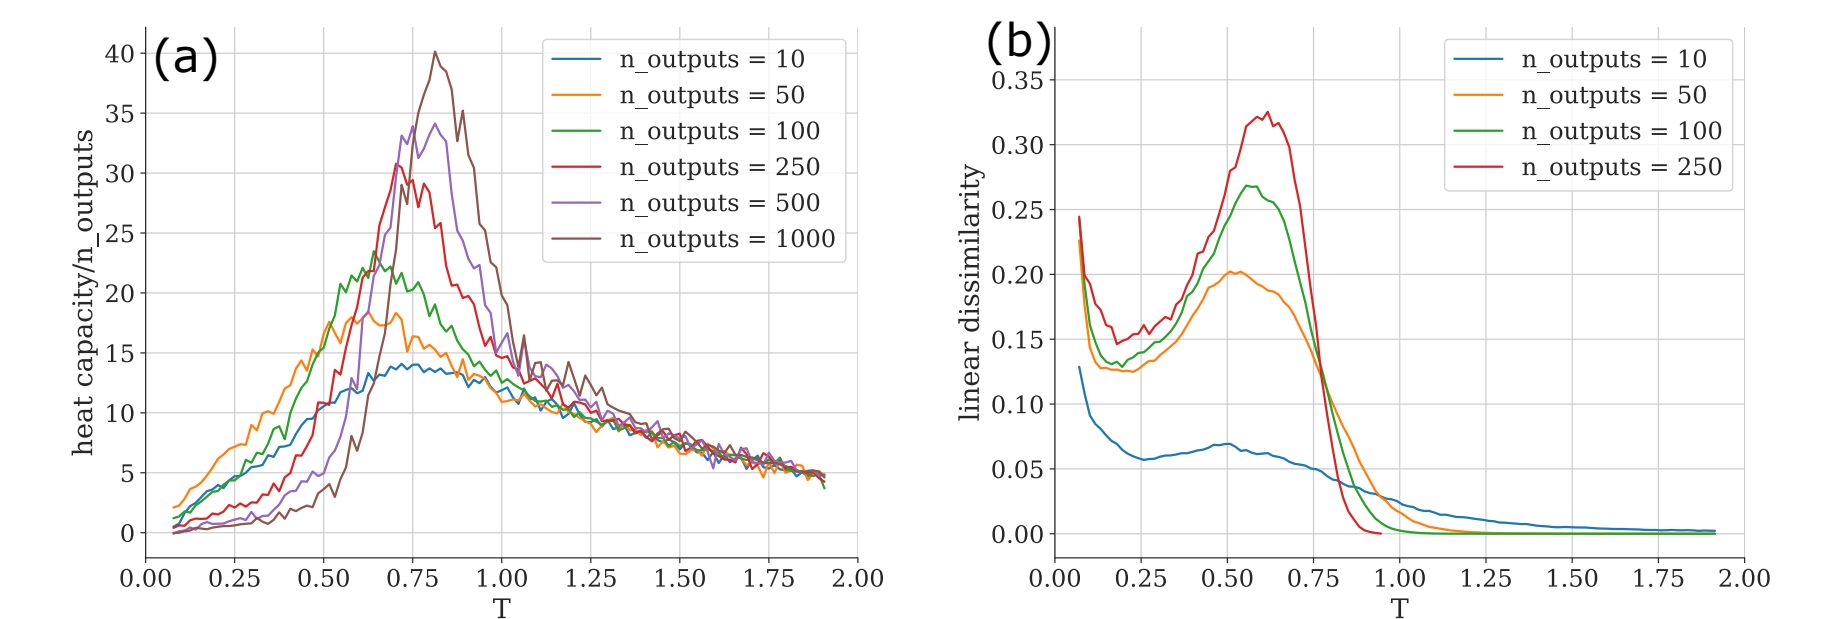 (a)
heat capacity/n_outputs
40
35
30
25
20
15
10
5
0
0.00 0.25 0.50 0.75 1.00 1.25 1.50 1.75 2.00
T
n_outputs = 10
n_outputs = 50
n_outputs = 100
n_outputs = 250
n_outputs = 500
n_outputs = 1000
(b)
linear dissimilarity
0.35
0.30
0.25
0.20
0.15
0.10
0.05
0.00
0.00 0.25 0.50 0.75 1.00 1.25 1.50 1.75 2.00
T
n_outputs = 10
n_outputs = 50
n_outputs = 100
n_outputs = 250